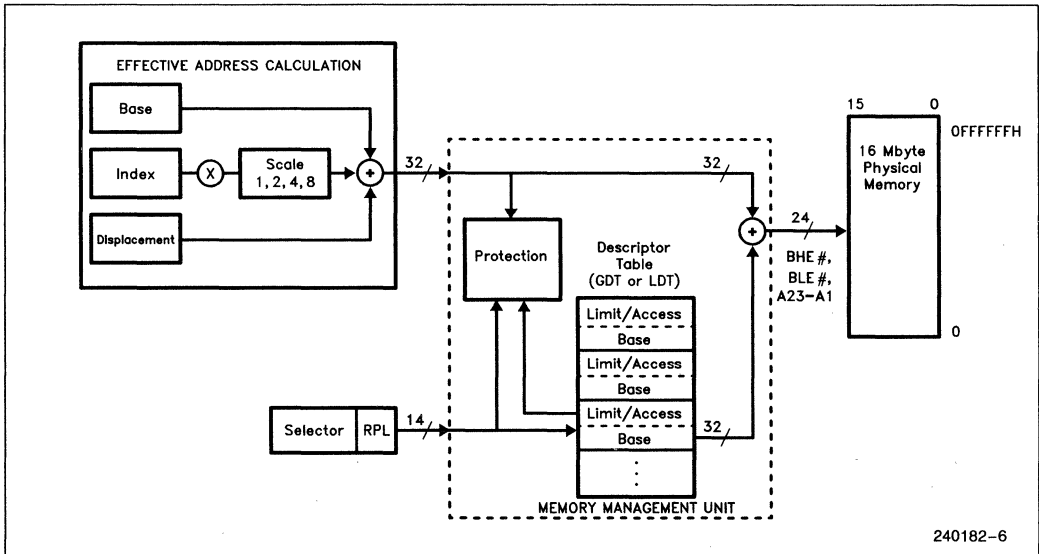 EFFECTIVE ADDRESS CALCULATION
Base
Index
X
Scale
1, 2, 4, 8
+
Displacement
32
32
Protection
Descriptor
Table
(GDT or LDT)
Limit/Access
Base
Limit/Access
Base
Limit/Access
Base
Selector
RPL
14
32
MEMORY MANAGEMENT UNIT
+
24
BHE#,
BLE#,
A23-A1
15 0
0FFFFFFH
16 Mbyte
Physical
Memory
0
240182-6